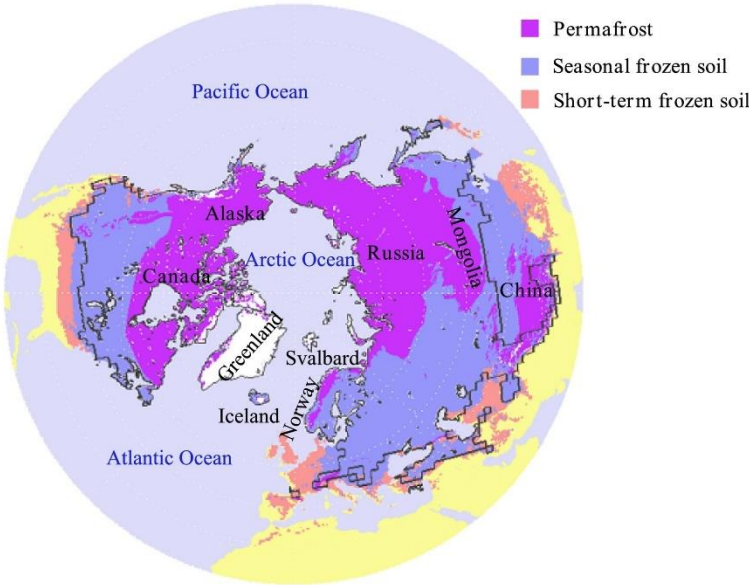 Permafrost
Seasonal frozen soil
Short-term frozen soil
Pacific Ocean
Alaska
Arctic Ocean
Russia
Mongolia
Canada
China
Greenland
Svalbard
Norway
Iceland
Atlantic Ocean